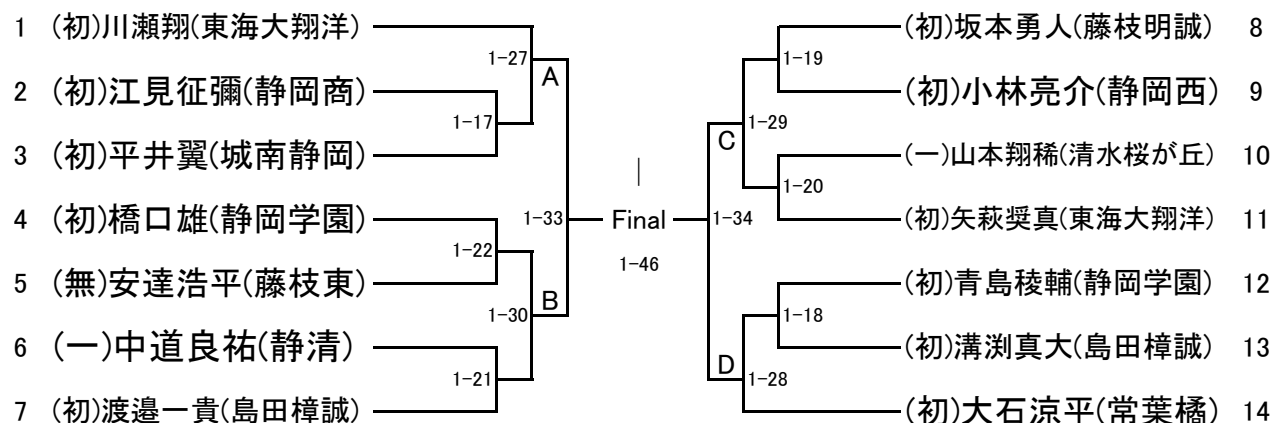 1 (初)川瀬翔(東海大翔洋)
2 (初)江見征彌(静岡商)
3 (初)平井翼(城南静岡)
4 (初)橋口雄(静岡学園)
5 (無)安達浩平(藤枝東)
6 (一)中道良祐(静清)
7 (初)渡邉一貴(島田樟誠)
1-27
A
1-17
1-33
1-22
B
1-30
1-21
|
Final
1-46
1-19
C
1-29
1-20
1-34
1-18
D
1-28
(初)坂本勇人(藤枝明誠) 8
(初)小林亮介(静岡西) 9
(一)山本翔稀(清水桜が丘) 10
(初)矢萩奨真(東海大翔洋) 11
(初)青島稜輔(静岡学園) 12
(初)溝渕真大(島田樟誠) 13
(初)大石涼平(常葉橘) 14